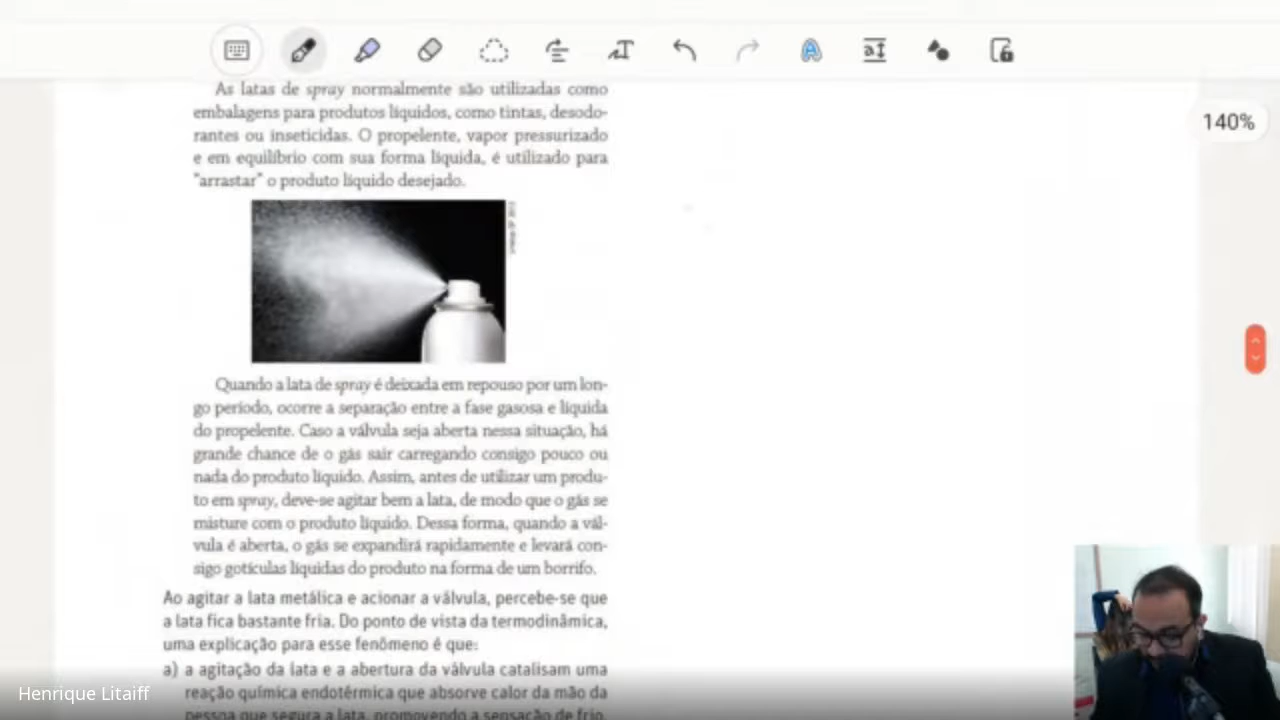 140%
As latas de spray normalmente são utilizadas como
embalagens para produtos líquidos, como tintas, desodo-
rantes ou inseticidas. O propelente, vapor pressurizado
e em equilíbrio com sua forma líquida, é utilizado para
"arrastar" o produto líquido desejado.
Quando a lata de spray é deixada em repouso por um lon-
go período, ocorre a separação entre a fase gasosa e líquida
do propelente. Caso a válvula seja aberta nessa situação, há
grande chance de o gás sair carregando consigo pouco ou
nada do produto líquido. Assim, antes de utilizar um produ-
to em spray, deve-se agitar bem a lata, de modo que o gás se
misture com o produto líquido. Dessa forma, quando a vál-
vula é aberta, o gás se expandirá rapidamente e levará con-
sigo gotículas líquidas do produto na forma de um borrifo.
Ao agitar a lata metálica e acionar a válvula, percebe-se que
a lata fica bastante fria. Do ponto de vista da termodinâmica,
uma explicação para esse fenômeno é que:
a) a agitação da lata e a abertura da válvula catalisam uma
reação química endotérmica que absorve calor da mão da
pessoa que segura a lata, promovendo a sensação de frio.
Henrique Litaiff